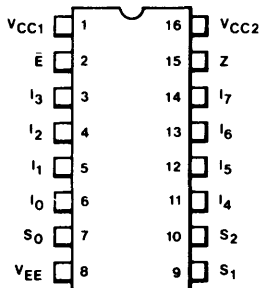 VCC1 1 16 VCC2
Ē 2 15 Z
I3 3 14 I7
I2 4 13 I6
I1 5 12 I5
I0 6 11 I4
S0 7 10 S2
VEE 8 9 S1